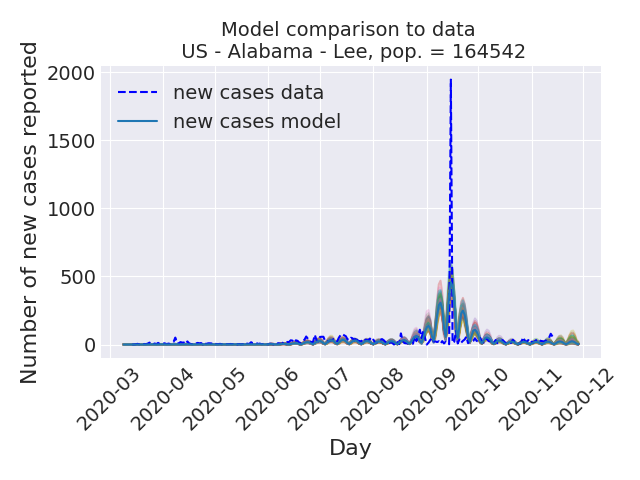 Model comparison to data
US - Alabama - Lee, pop. = 164542
Number of new cases reported
2000
1500
1000
500
0
new cases data
new cases model
2020-03
2020-04
2020-05
2020-06
2020-07
2020-08
2020-09
2020-10
2020-11
2020-12
Day